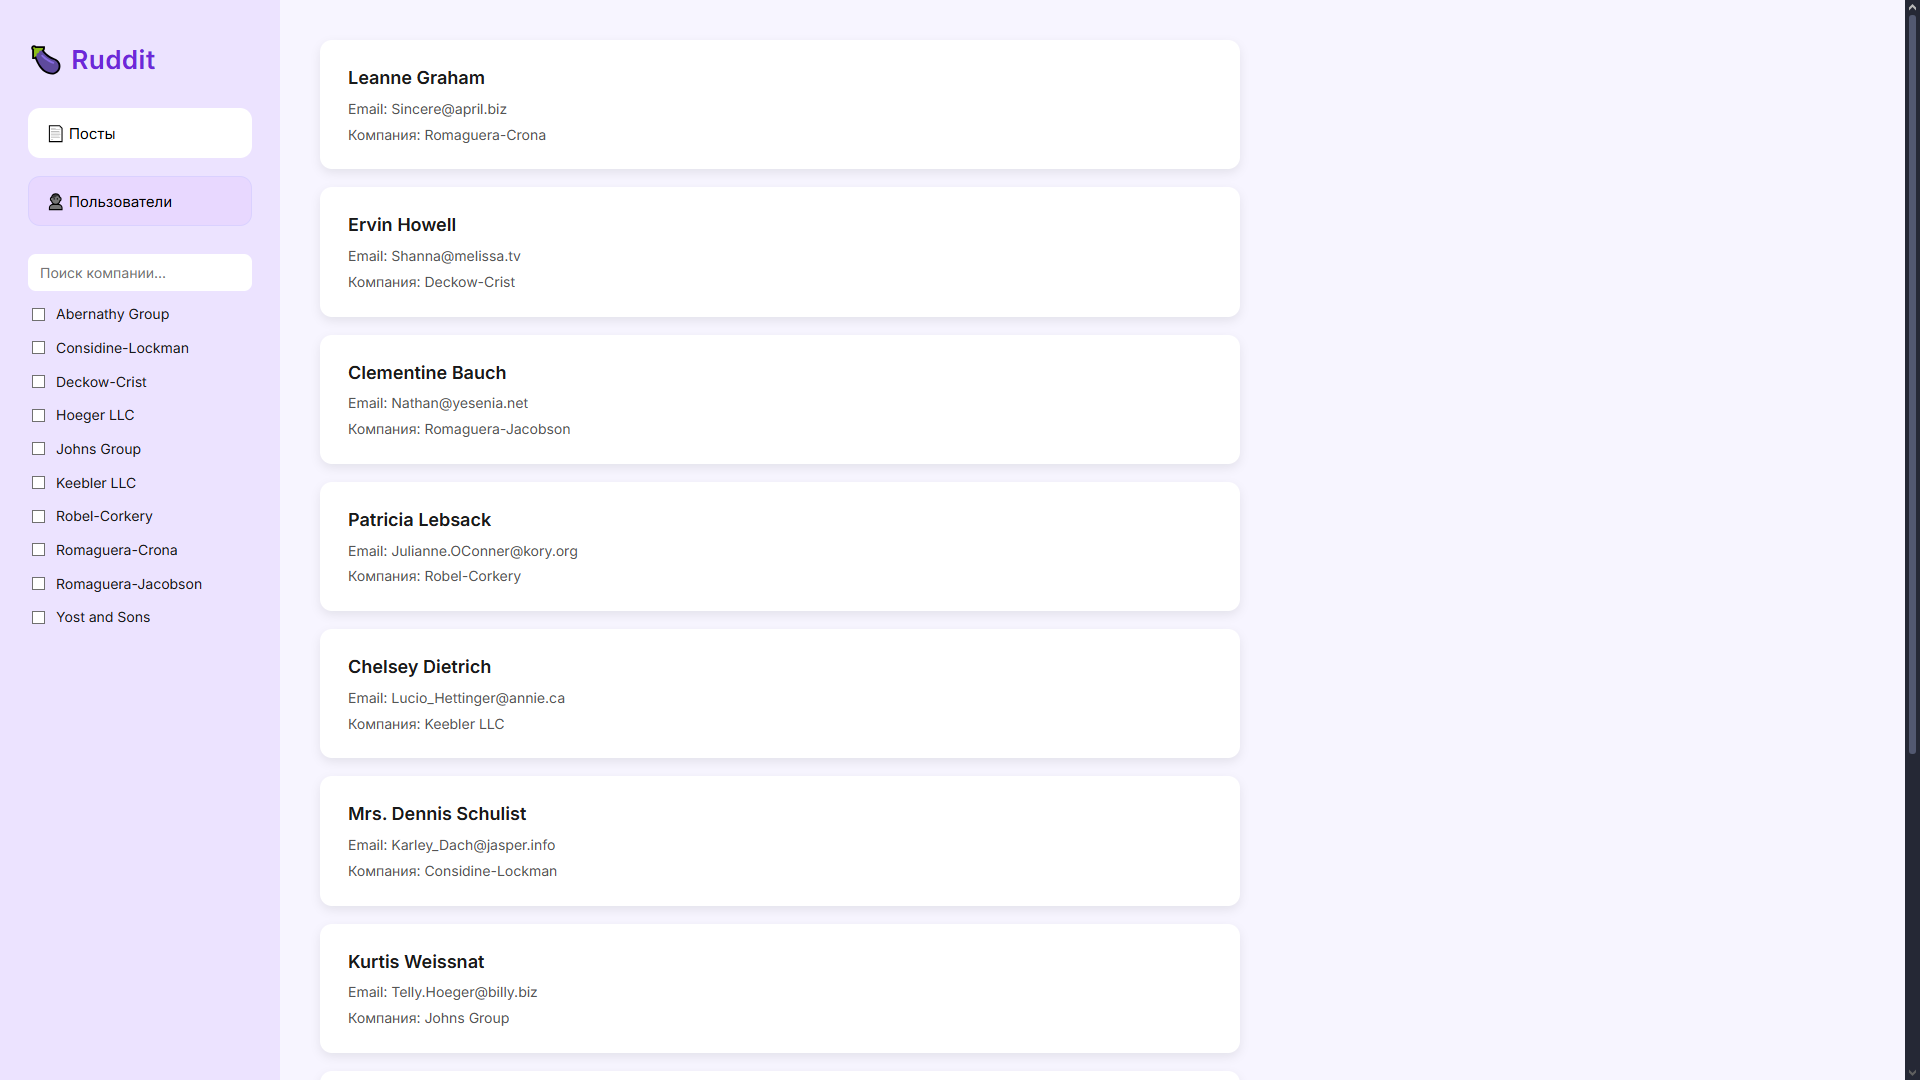 Ruddit
Посты
Пользователи
Поиск компании...
Abernathy Group
Considine-Lockman
Deckow-Crist
Hoeger LLC
Johns Group
Keebler LLC
Robel-Corkery
Romaguera-Crona
Romaguera-Jacobson
Yost and Sons
Leanne Graham
Email: Sincere@april.biz
Компания: Romaguera-Crona
Ervin Howell
Email: Shanna@melissa.tv
Компания: Deckow-Crist
Clementine Bauch
Email: Nathan@yesenia.net
Компания: Romaguera-Jacobson
Patricia Lebsack
Email: Julianne.OConner@kory.org
Компания: Robel-Corkery
Chelsey Dietrich
Email: Lucio_Hettinger@annie.ca
Компания: Keebler LLC
Mrs. Dennis Schulist
Email: Karley_Dach@jasper.info
Компания: Considine-Lockman
Kurtis Weissnat
Email: Telly.Hoeger@billy.biz
Компания: Johns Group